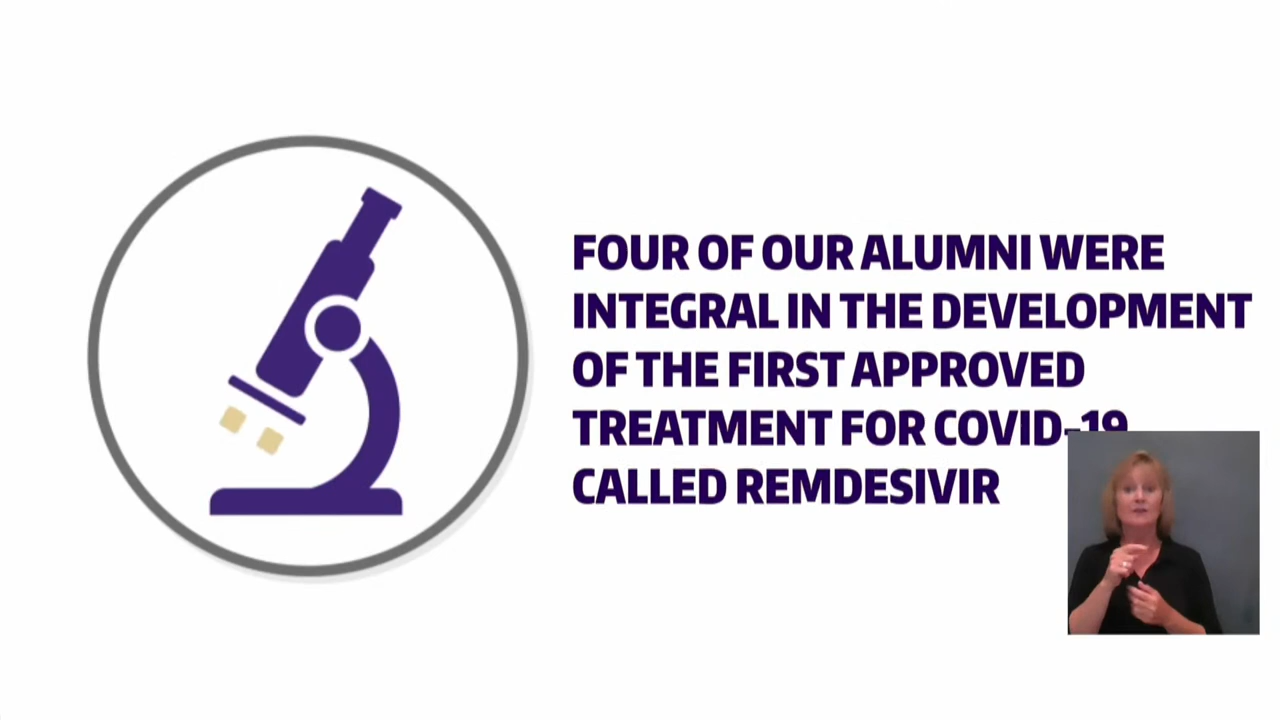 FOUR OF OUR ALUMNI WERE
INTEGRAL IN THE DEVELOPMENT
OF THE FIRST APPROVED
TREATMENT FOR COVID-19
CALLED REMDESIVIR